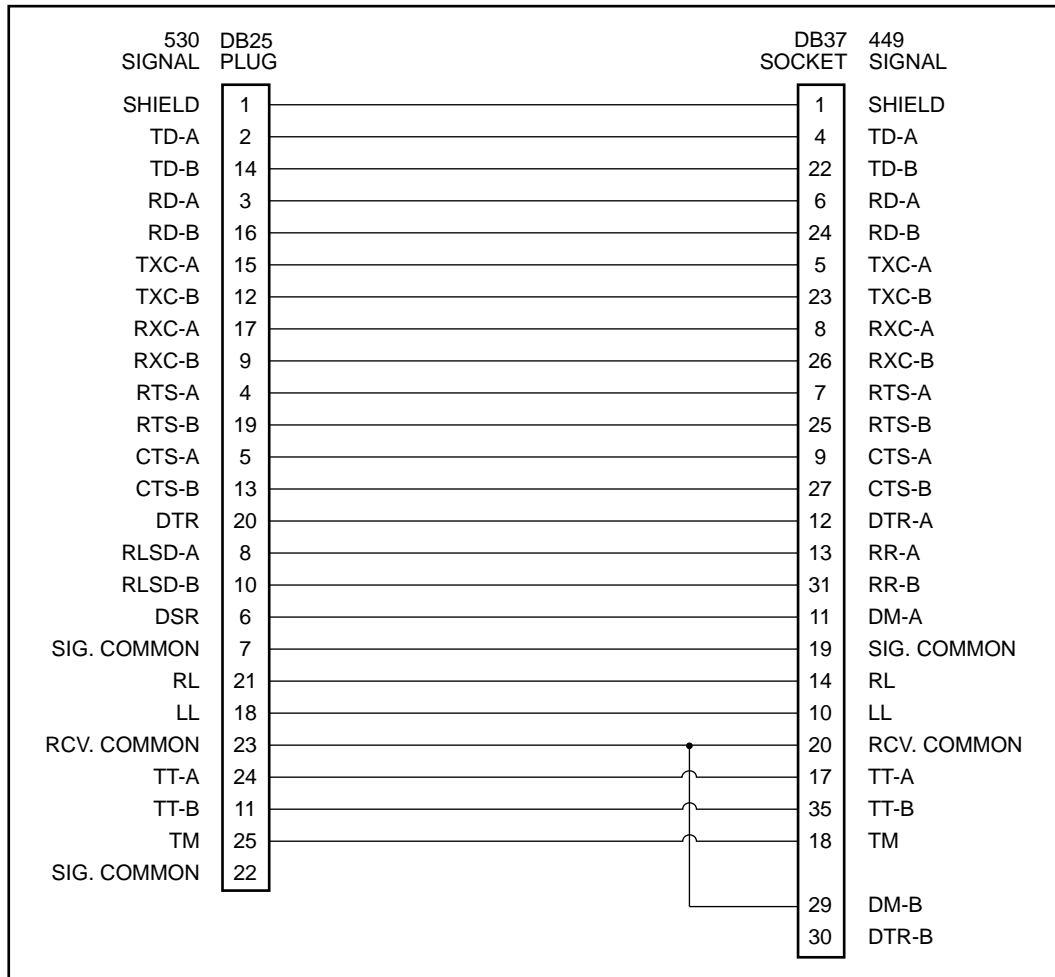 530 DB25 DB37 449
SIGNAL PLUG SOCKET SIGNAL
SHIELD 1 1 SHIELD
TD-A 2 4 TD-A
TD-B 14 22 TD-B
RD-A 3 6 RD-A
RD-B 16 24 RD-B
TXC-A 15 5 TXC-A
TXC-B 12 23 TXC-B
RXC-A 17 8 RXC-A
RXC-B 9 26 RXC-B
RTS-A 4 7 RTS-A
RTS-B 19 25 RTS-B
CTS-A 5 9 CTS-A
CTS-B 13 27 CTS-B
DTR 20 12 DTR-A
RLSD-A 8 13 RR-A
RLSD-B 10 31 RR-B
DSR 6 11 DM-A
SIG. COMMON 7 19 SIG. COMMON
RL 21 14 RL
LL 18 10 LL
RCV. COMMON 23 20 RCV. COMMON
TT-A 24 17 TT-A
TT-B 11 35 TT-B
TM 25 18 TM
SIG. COMMON 22
29 DM-B
30 DTR-B